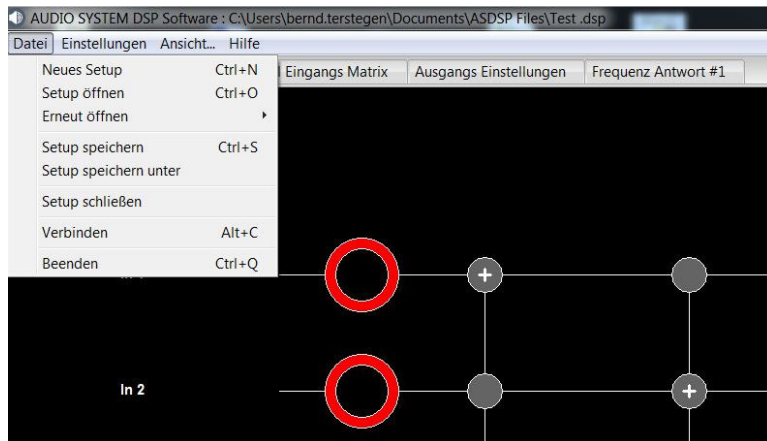 AUDIO SYSTEM DSP Software : C:\Users\bernd.terstegen\Documents\ASDSP Files\Test .dsp
Datei Einstellungen Ansicht... Hilfe
Eingangs Matrix Ausgangs Einstellungen Frequenz Antwort #1
Neues Setup Ctrl+N
Setup öffnen Ctrl+O
Erneut öffnen
Setup speichern Ctrl+S
Setup speichern unter
Setup schließen
Verbinden Alt+C
Beenden Ctrl+Q
In 2